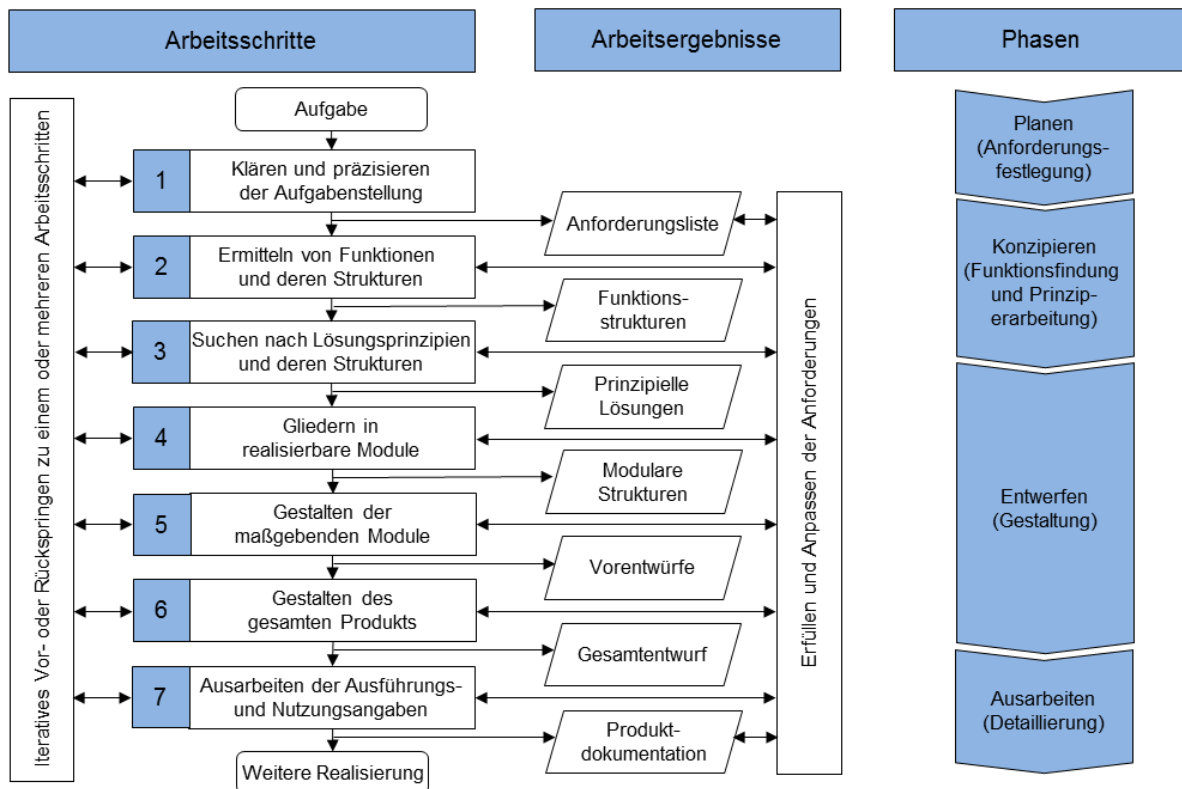 Arbeitsschritte
Arbeitsergebnisse
Phasen
Iteratives Vor- oder Rückspringen zu einem oder mehreren Arbeitsschritten
Aufgabe
1
Klären und präzisieren
der Aufgabenstellung
Anforderungsliste
2
Ermitteln von Funktionen
und deren Strukturen
Funktions-
strukturen
3
Suchen nach Lösungsprinzipien
und deren Strukturen
Prinzipielle
Lösungen
4
Gliedern in
realisierbare Module
Modulare
Strukturen
5
Gestalten der
maßgebenden Module
Vorentwürfe
6
Gestalten des
gesamten Produkts
Gesamtentwurf
7
Ausarbeiten der Ausführungs-
und Nutzungsangaben
Produkt-
dokumentation
Weitere Realisierung
Erfüllen und Anpassen der Anforderungen
Planen
(Anforderungs-
festlegung)
Konzipieren
(Funktionsfindung
und Prinzip-
erarbeitung)
Entwerfen
(Gestaltung)
Ausarbeiten
(Detaillierung)